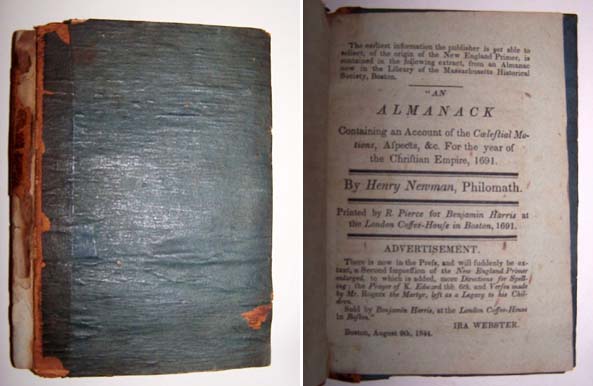 The earliest information the publisher is yet able to
collect, of the origin of the New England Primer, is
contained in the following extract, from an Almanac
now in the Library of the Massachusetts Historical
Society, Boston.
"AN
ALMANACK
Containing an Account of the Cœleſtial Mo-
tions, Aſpects, &c. For the year of
the Chriſtian Empire, 1691.
By Henry Newman, Philomath.
Printed by R. Pierce for Benjamin Harris at
the London Coffee-Houſe in Boston, 1691.
ADVERTISEMENT.
There is now in the Preſs, and will ſuddenly be ex-
tant, a Second Impreſſion of the New England Primer
enlarged, to which is added, more Directions for Spell-
ing; the Prayer of K. Edward the 6th. and Verſes made
by Mr. Rogers the Martyr, left as a Legacy to his Chil-
dren.
Sold by Benjamin Harris, at the London Coffee-House
in Boſton."
IRA WEBSTER.
Boston, August 9th, 1844.